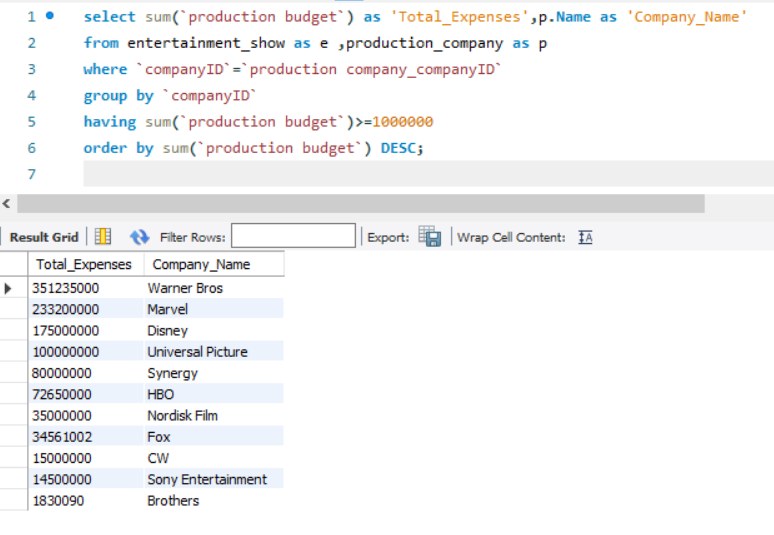 1 select sum(`production budget`) as 'Total_Expenses',p.Name as 'Company_Name'
2 from entertainment_show as e ,production_company as p
3 where `companyID`=`production company_companyID`
4 group by `companyID`
5 having sum(`production budget`)>=1000000
6 order by sum(`production budget`) DESC;
7
Result Grid Filter Rows: Export: Wrap Cell Content: IA
Total_Expenses Company_Name
351235000 Warner Bros
233200000 Marvel
175000000 Disney
100000000 Universal Picture
80000000 Synergy
72650000 HBO
35000000 Nordisk Film
34561002 Fox
15000000 CW
14500000 Sony Entertainment
1830090 Brothers